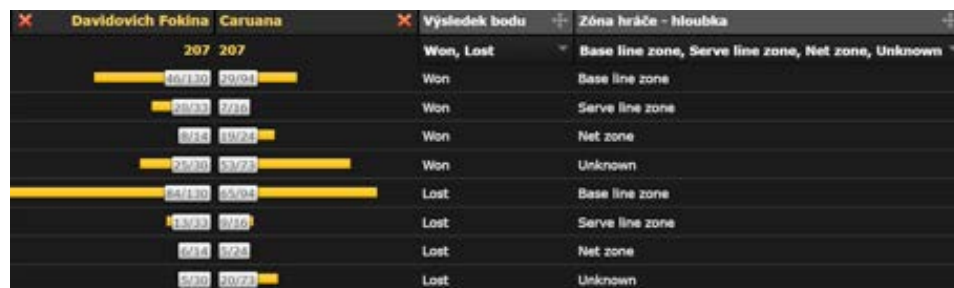 Davidovich Fokina Caruana Výsledek bodu Zóna hráče - hloubka
207 207 Won, Lost Base line zone, Serve line zone, Net zone, Unknown
46/130 29/94 Won Base line zone
20/33 7/16 Won Serve line zone
8/14 19/24 Won Net zone
25/30 53/73 Won Unknown
84/130 65/94 Lost Base line zone
13/33 9/16 Lost Serve line zone
6/14 5/24 Lost Net zone
5/30 20/73 Lost Unknown